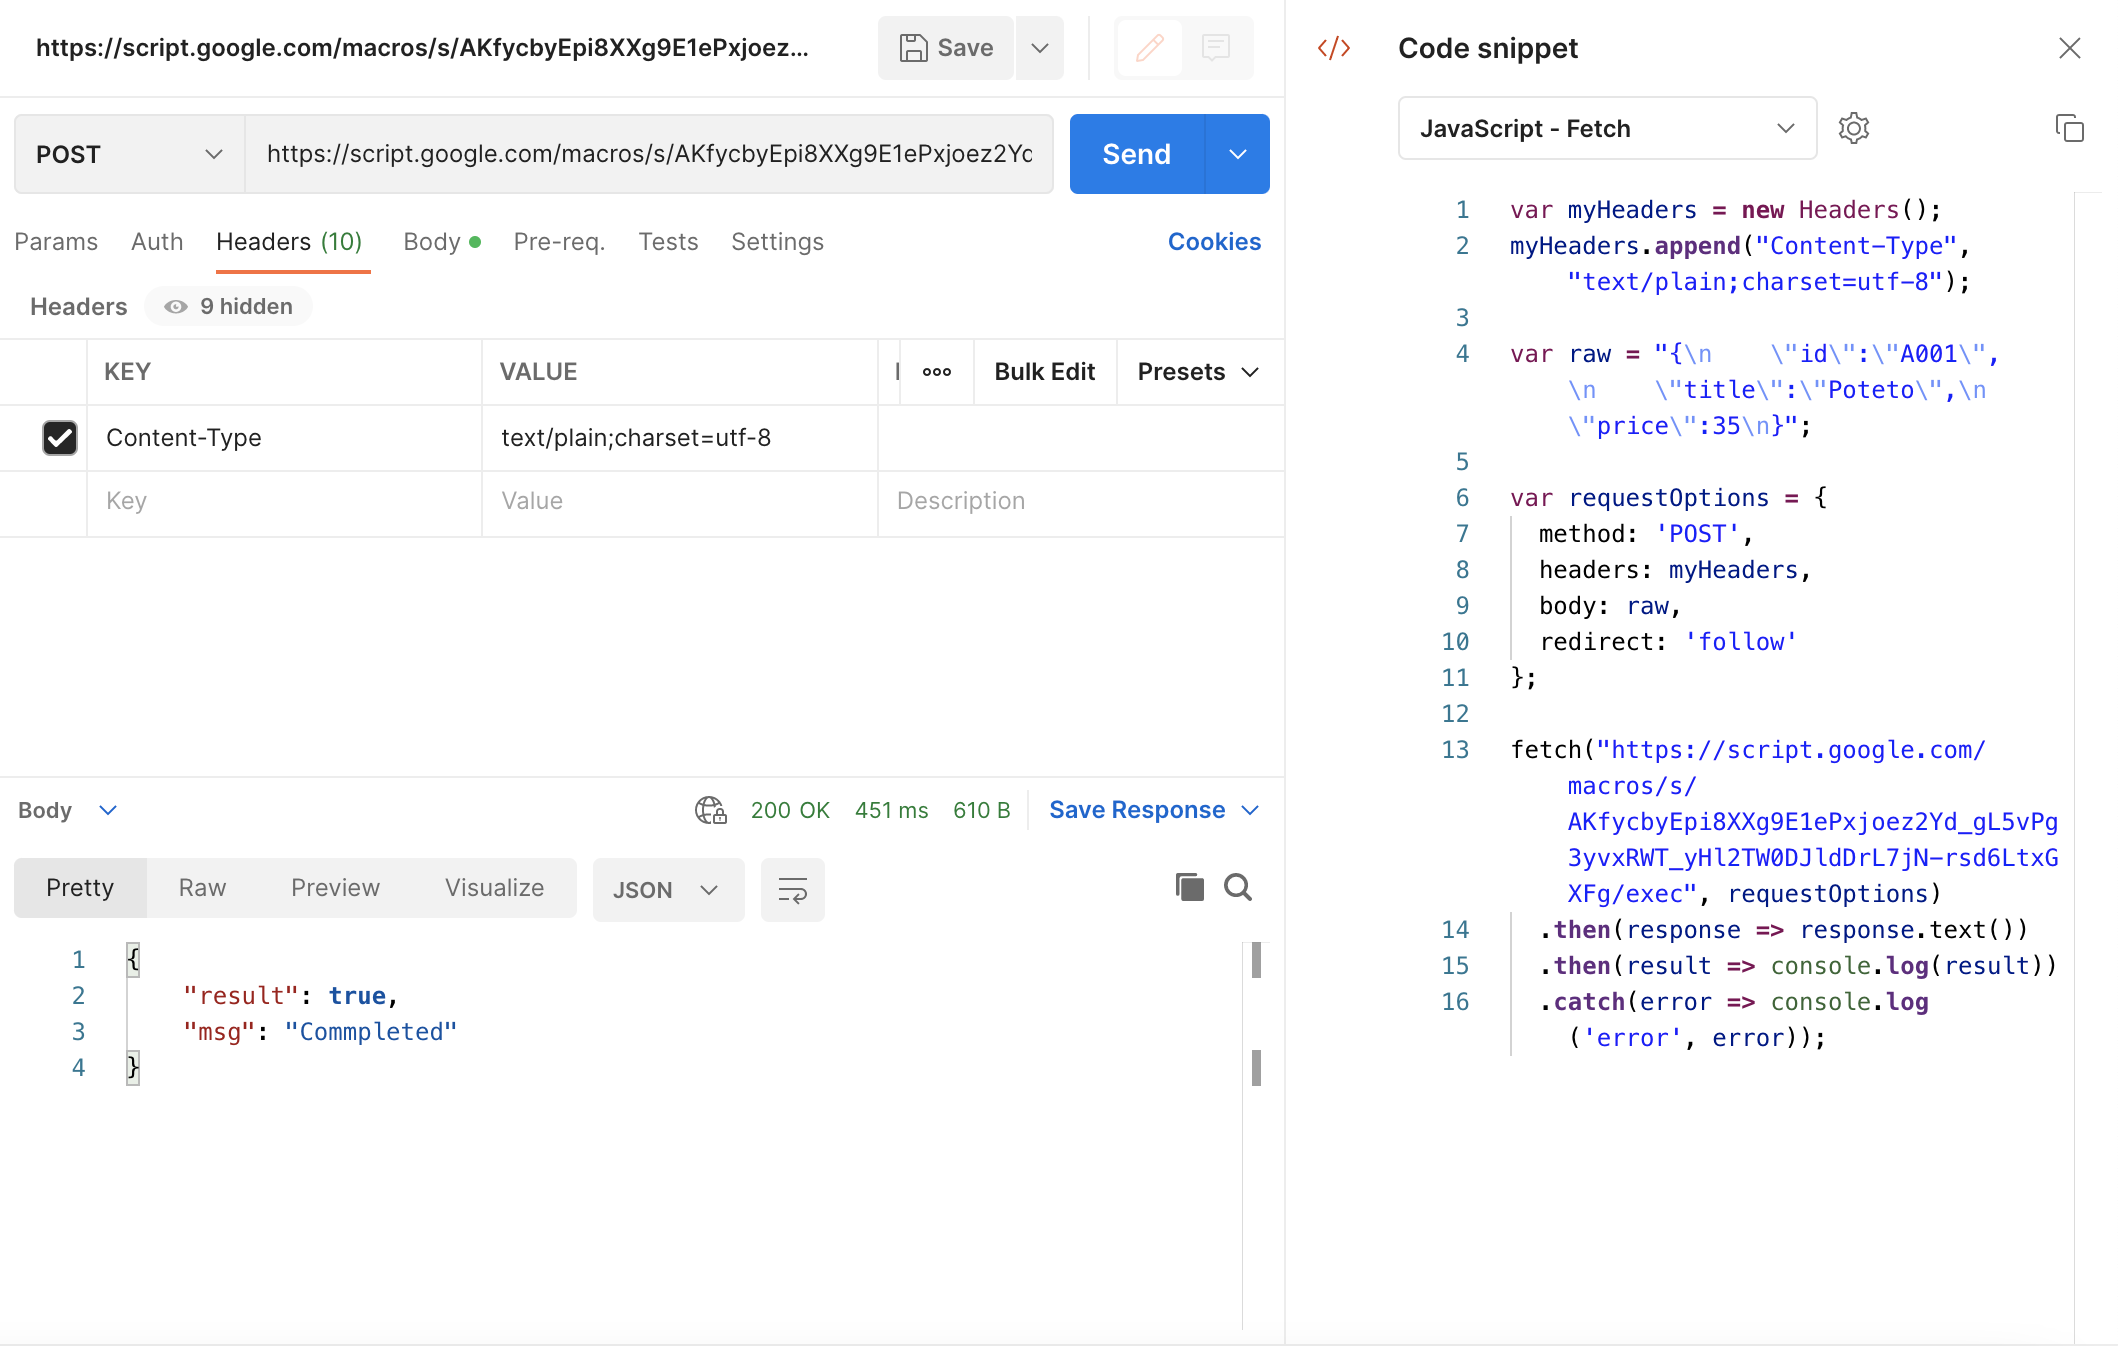 https://script.google.com/macros/s/AKfycbyEpi8XXg9E1ePxjoez...
Save
POST
https://script.google.com/macros/s/AKfycbyEpi8XXg9E1ePxjoez2Yd
Send
Params Auth Headers (10) Body Pre-req. Tests Settings Cookies
Headers 9 hidden
KEY VALUE ooo Bulk Edit Presets
Content-Type text/plain;charset=utf-8
Key Value Description
Body 200 OK 451 ms 610 B Save Response
Pretty Raw Preview Visualize JSON
1 {
2 "result": true,
3 "msg": "Commpleted"
4 }
</> Code snippet
JavaScript - Fetch
1 var myHeaders = new Headers();
2 myHeaders.append("Content-Type",
"text/plain;charset=utf-8");
3
4 var raw = "{\n    \"id\":\"A001\",
\n    \"title\":\"Poteto\",\n
\"price\":35\n}";
5
6 var requestOptions = {
7 method: 'POST',
8 headers: myHeaders,
9 body: raw,
10 redirect: 'follow'
11 };
12
13 fetch("https://script.google.com/
macros/s/
AKfycbyEpi8XXg9E1ePxjoez2Yd_gL5vPg
3yvxRWT_yHl2TW0DJldDrL7jN-rsd6LtxG
XFg/exec", requestOptions)
14 .then(response => response.text())
15 .then(result => console.log(result))
16 .catch(error => console.log
('error', error));